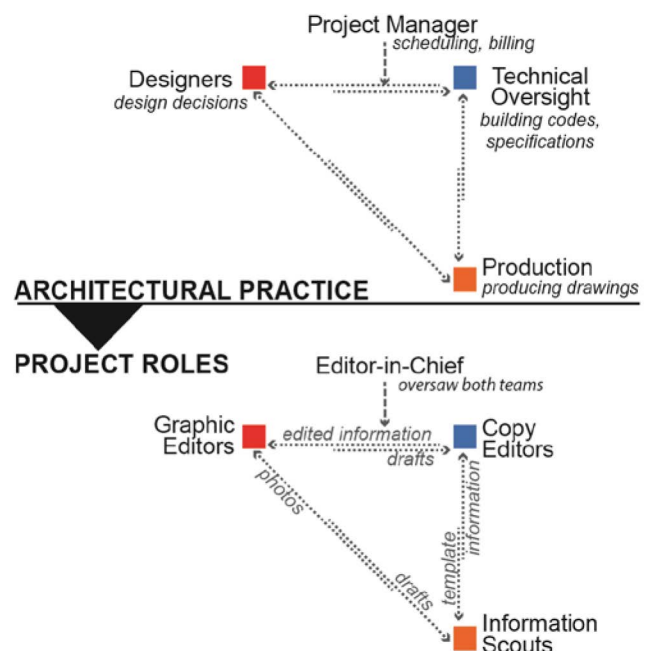 Project Manager
scheduling, billing
Designers
design decisions
Technical
Oversight
building codes,
specifications
Production
producing drawings
ARCHITECTURAL PRACTICE
PROJECT ROLES
Editor-in-Chief
oversaw both teams
Graphic
Editors
edited information
drafts
Copy
Editors
photos
drafts
template
information
Information
Scouts